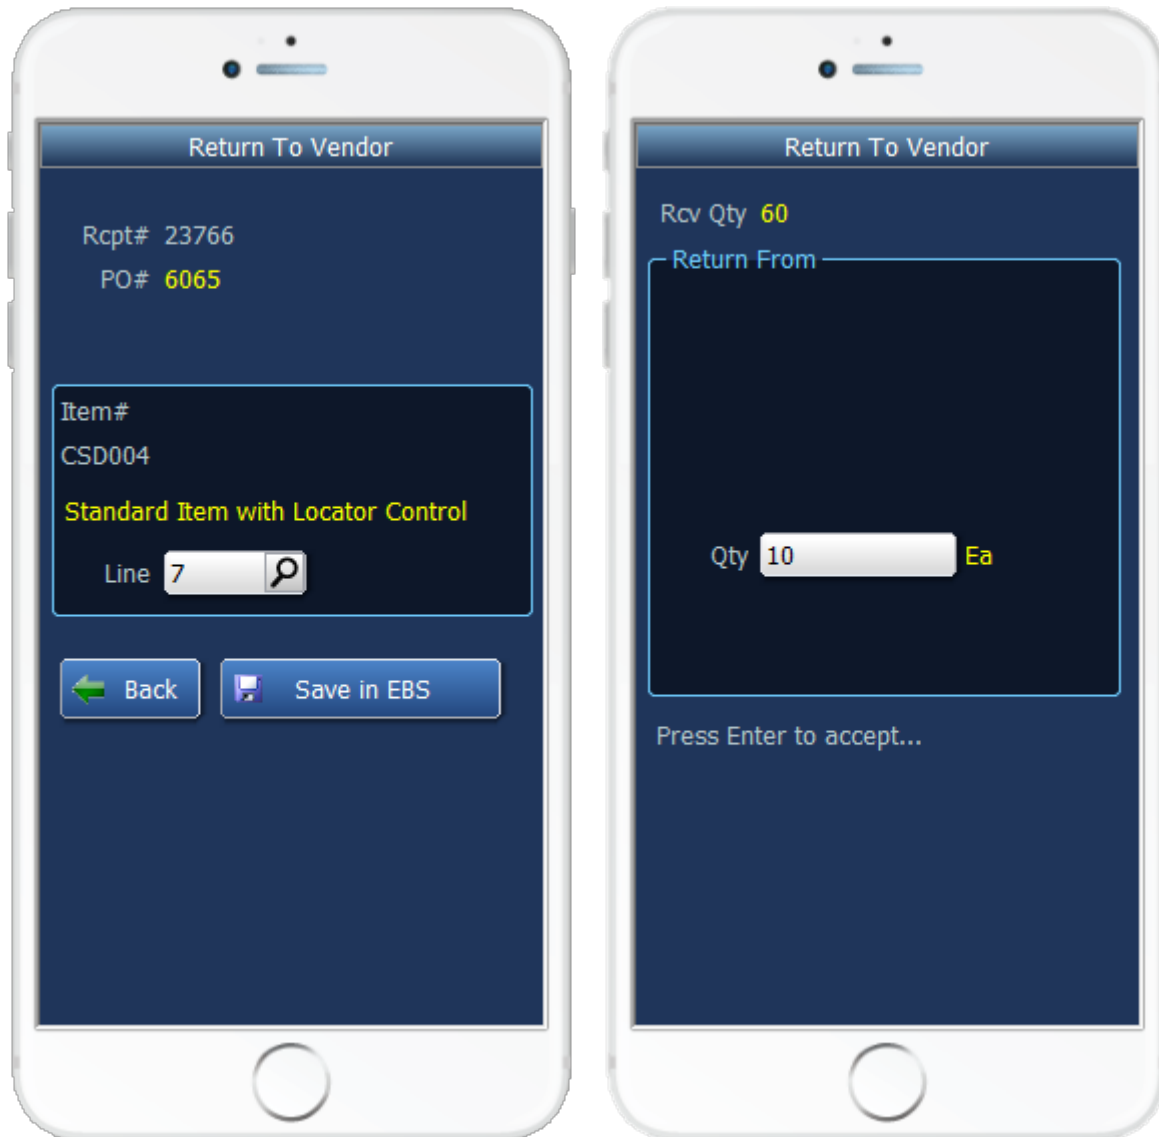 Return To Vendor
Rcpt# 23766
PO# 6065
Item#
CSD004
Standard Item with Locator Control
Line 7
Back
Save in EBS
Return To Vendor
Rcv Qty 60
Return From
Qty 10 Ea
Press Enter to accept...